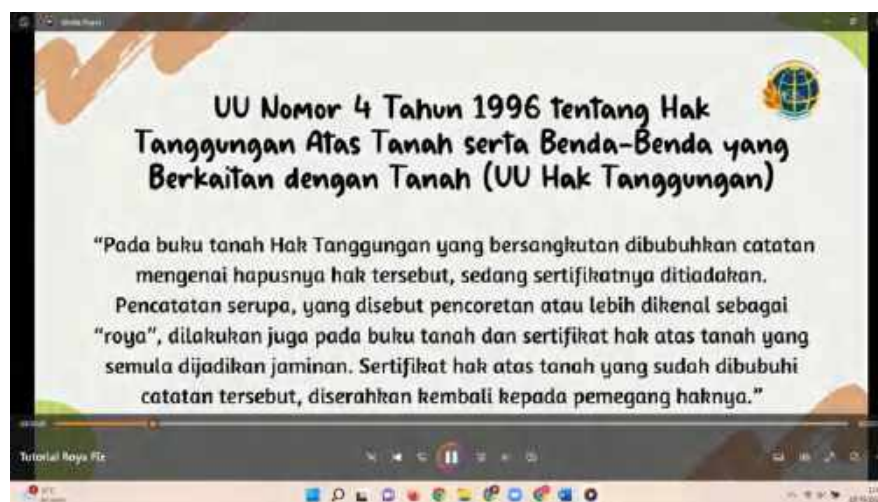 Media Player
UU Nomor 4 Tahun 1996 tentang Hak
Tanggungan Atas Tanah serta Benda-Benda yang
Berkaitan dengan Tanah (UU Hak Tanggungan)
“Pada buku tanah Hak Tanggungan yang bersangkutan dibubuhkan catatan
mengenai hapusnya hak tersebut, sedang sertifikatnya ditiadakan.
Pencatatan serupa, yang disebut pencoretan atau lebih dikenal sebagai
“roya”, dilakukan juga pada buku tanah dan sertifikat hak atas tanah yang
semula dijadikan jaminan. Sertifikat hak atas tanah yang sudah dibubuhi
catatan tersebut, diserahkan kembali kepada pemegang haknya.”
Tutorial Roya Fix